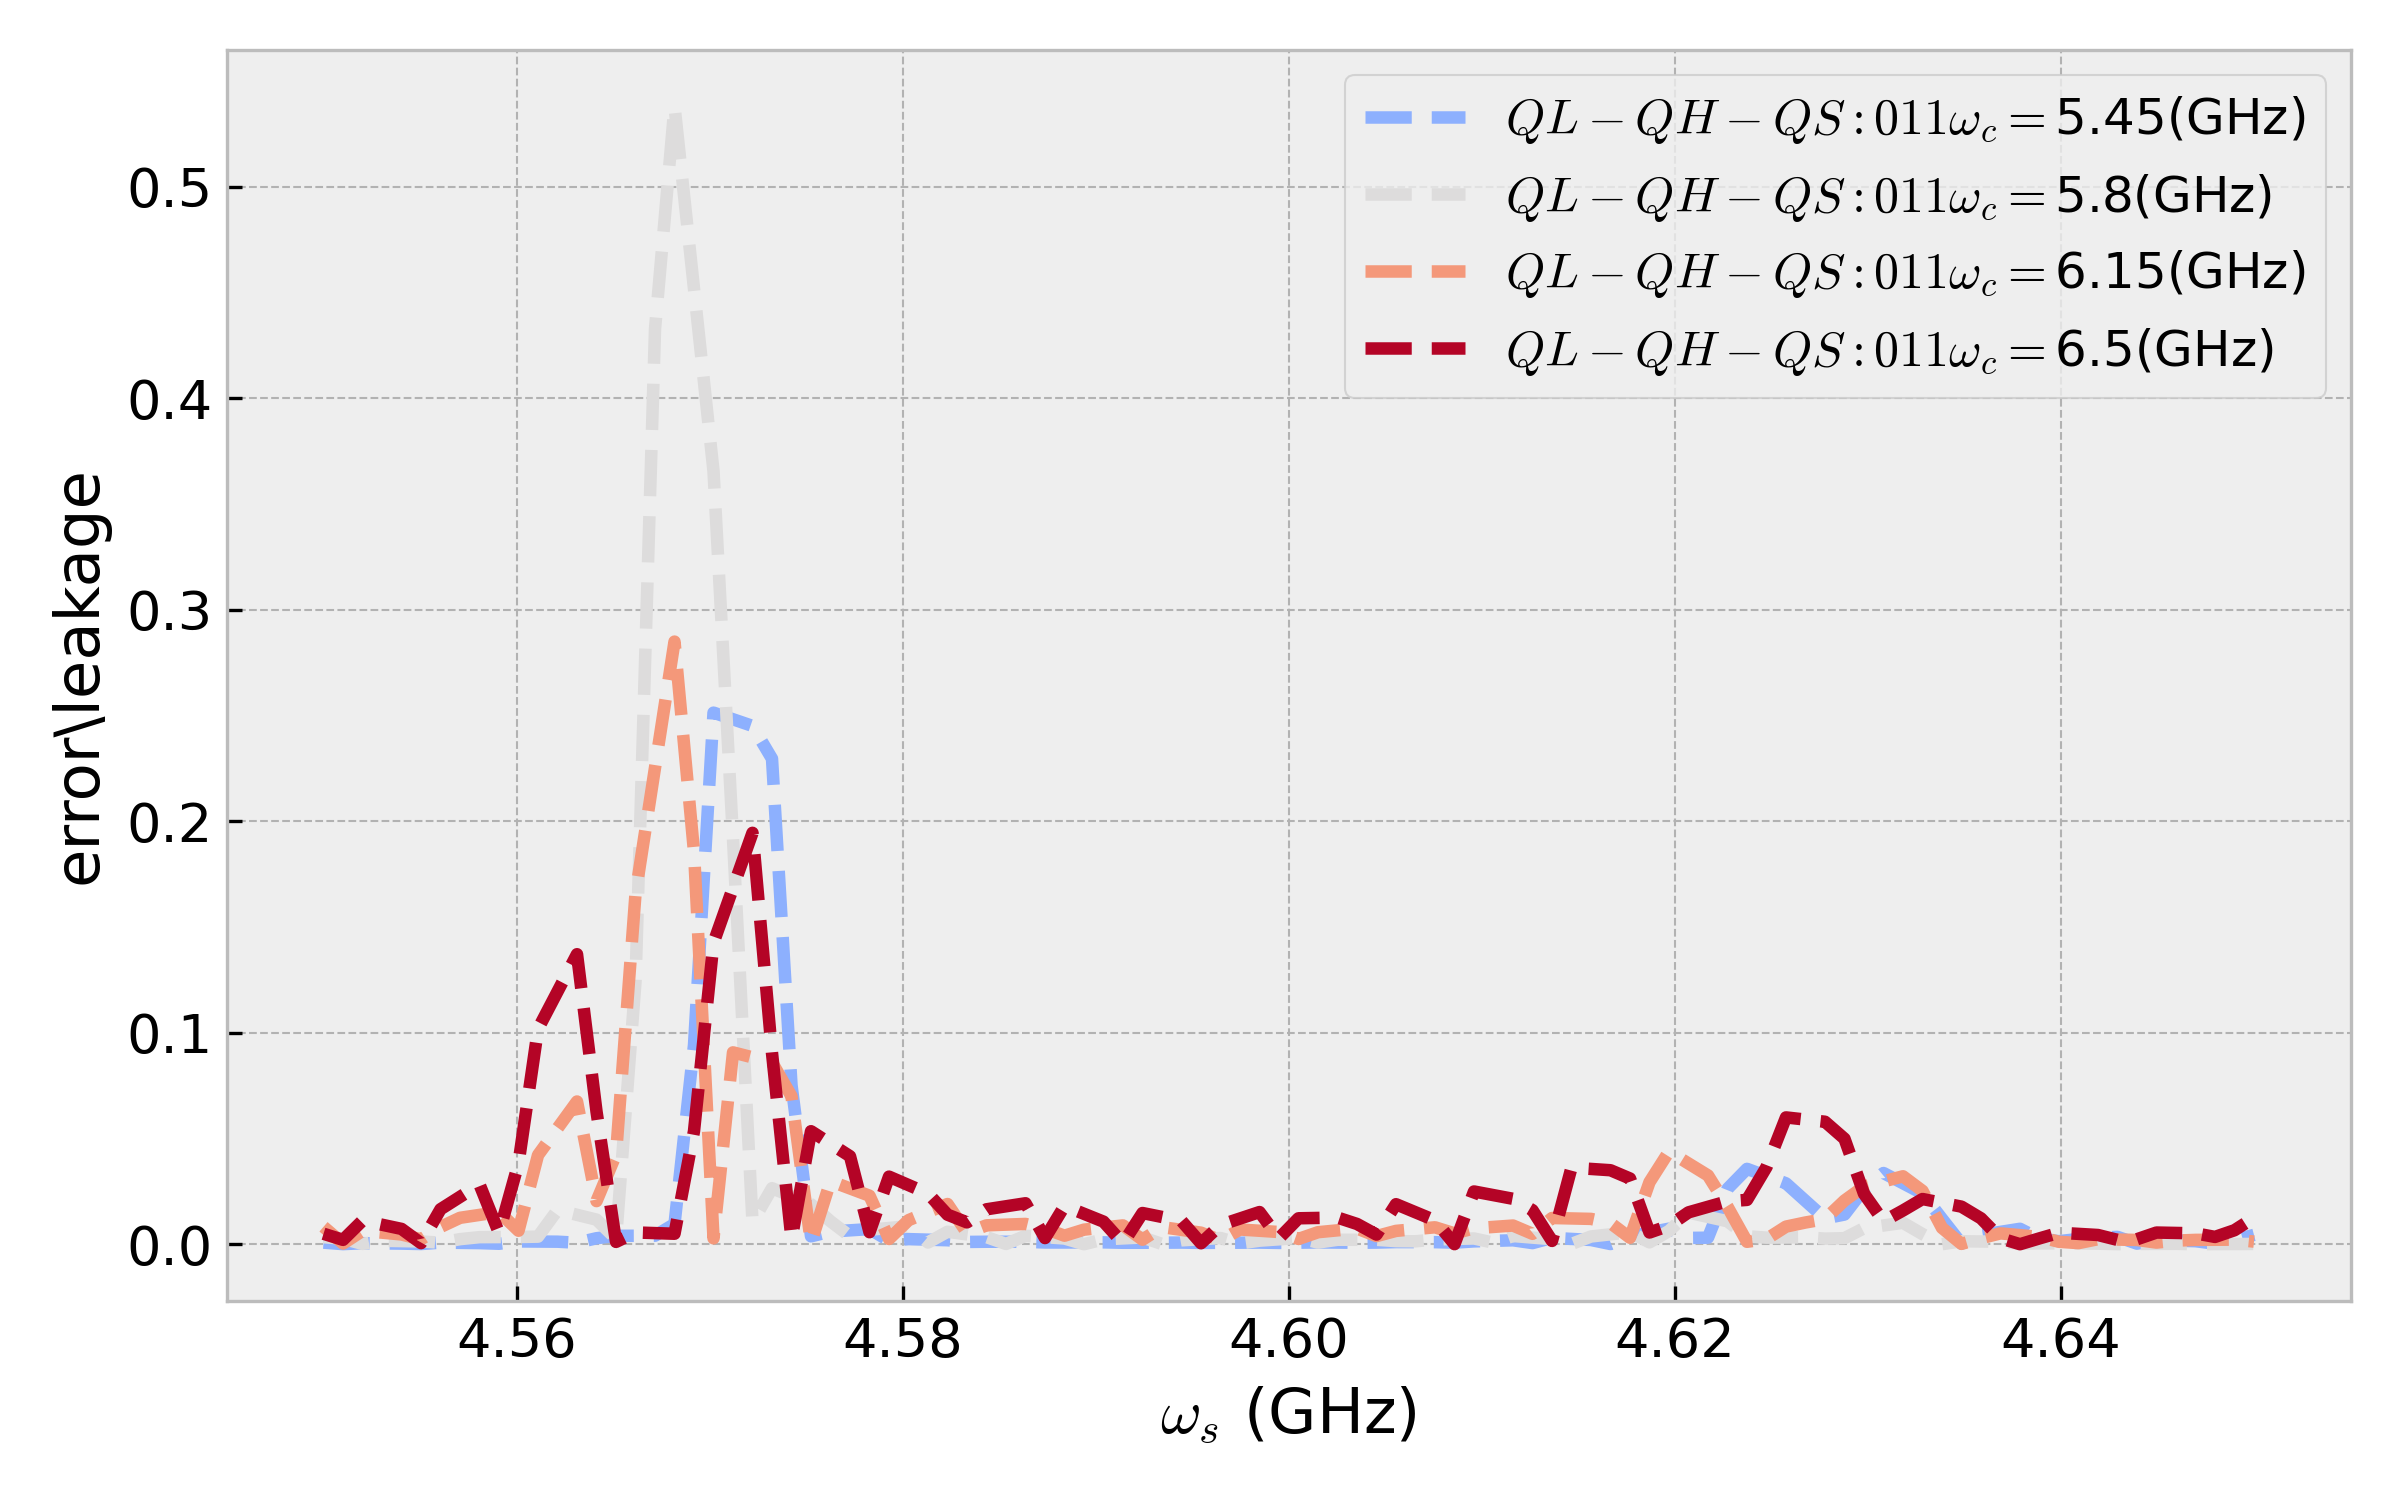 QL − QH − QS : 011ω_c = 5.45(GHz)
QL − QH − QS : 011ω_c = 5.8(GHz)
QL − QH − QS : 011ω_c = 6.15(GHz)
QL − QH − QS : 011ω_c = 6.5(GHz)
error\leakage
0.5
0.4
0.3
0.2
0.1
0.0
4.56 4.58 4.60 4.62 4.64
ω_s (GHz)